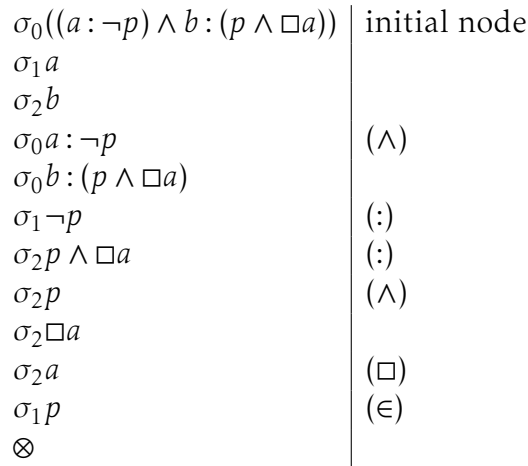 σ₀((a : ¬p) ∧ b : (p ∧ □a)) initial node
σ₁a
σ₂b
σ₀a : ¬p (∧)
σ₀b : (p ∧ □a)
σ₁¬p (:)
σ₂p ∧ □a (:)
σ₂p (∧)
σ₂□a
σ₂a (□)
σ₁p (∈)
⊗